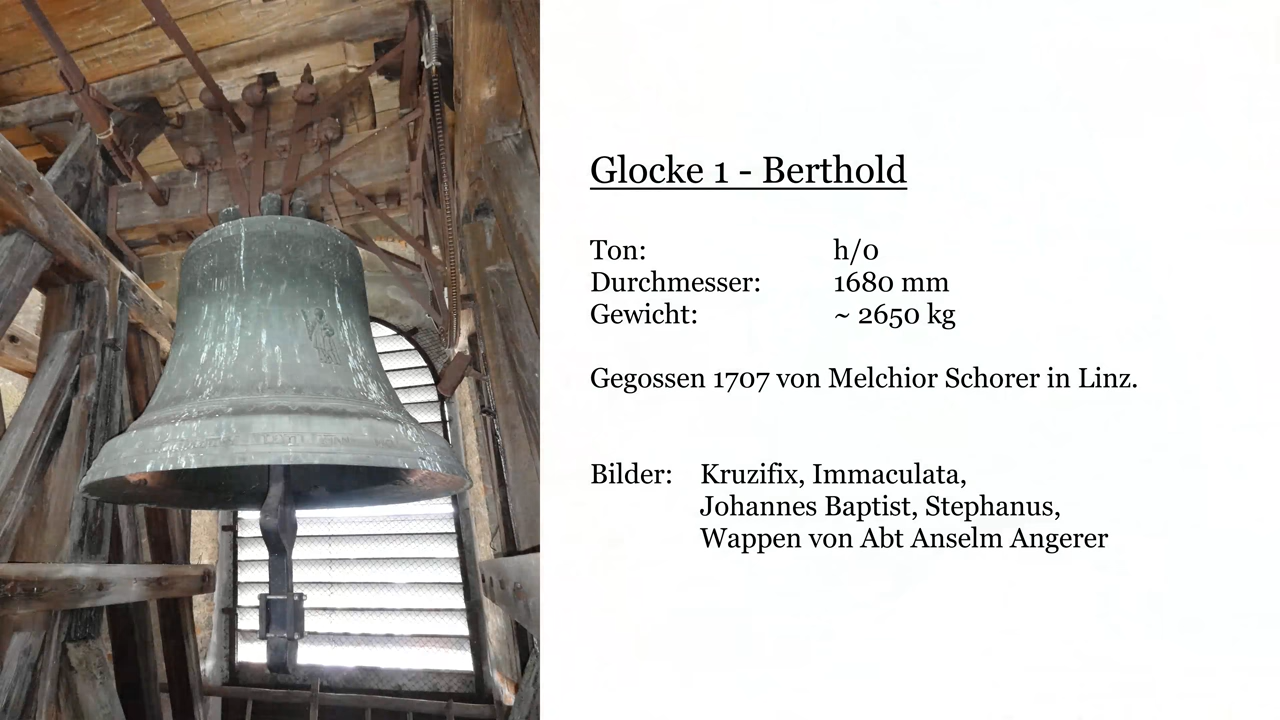 Glocke 1 - Berthold
Ton: h/0
Durchmesser: 1680 mm
Gewicht: ~ 2650 kg
Gegossen 1707 von Melchior Schorer in Linz.
Bilder: Kruzifix, Immaculata,
Johannes Baptist, Stephanus,
Wappen von Abt Anselm Angerer